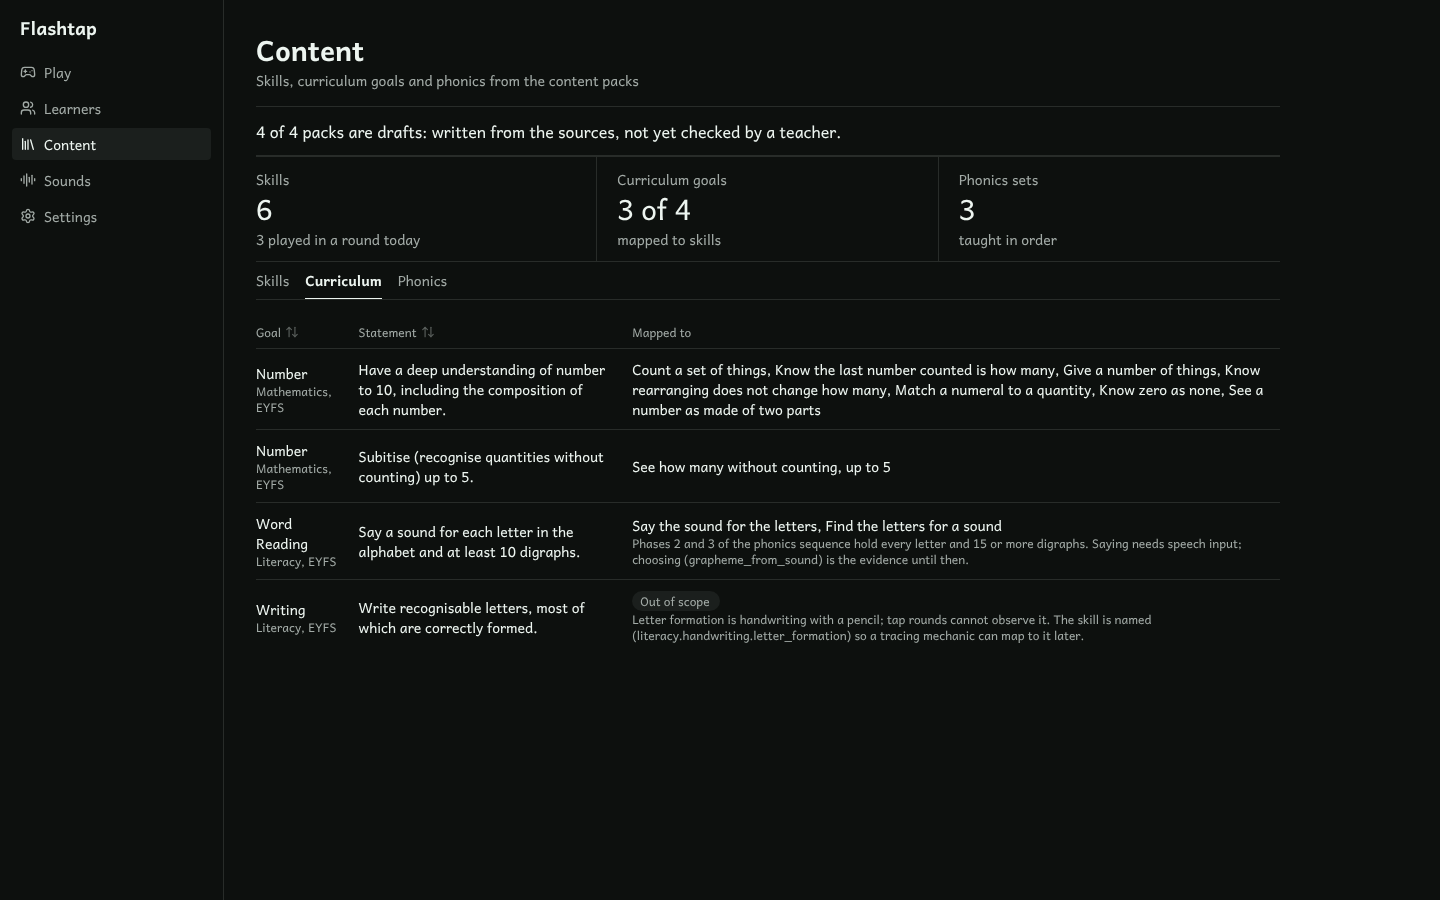 Flashtap
Play
Learners
Content
Sounds
Settings
Content
Skills, curriculum goals and phonics from the content packs
4 of 4 packs are drafts: written from the sources, not yet checked by a teacher.
Skills
6
3 played in a round today
Curriculum goals
3 of 4
mapped to skills
Phonics sets
3
taught in order
Skills Curriculum Phonics
Goal Statement Mapped to
Number
Mathematics,
EYFS
Have a deep understanding of number
to 10, including the composition of
each number.
Count a set of things, Know the last number counted is how many, Give a number of things, Know
rearranging does not change how many, Match a numeral to a quantity, Know zero as none, See a
number as made of two parts
Number
Mathematics,
EYFS
Subitise (recognise quantities without
counting) up to 5.
See how many without counting, up to 5
Word
Reading
Literacy, EYFS
Say a sound for each letter in the
alphabet and at least 10 digraphs.
Say the sound for the letters, Find the letters for a sound
Phases 2 and 3 of the phonics sequence hold every letter and 15 or more digraphs. Saying needs speech input;
choosing (grapheme_from_sound) is the evidence until then.
Writing
Literacy, EYFS
Write recognisable letters, most of
which are correctly formed.
Out of scope
Letter formation is handwriting with a pencil; tap rounds cannot observe it. The skill is named
(literacy.handwriting.letter_formation) so a tracing mechanic can map to it later.